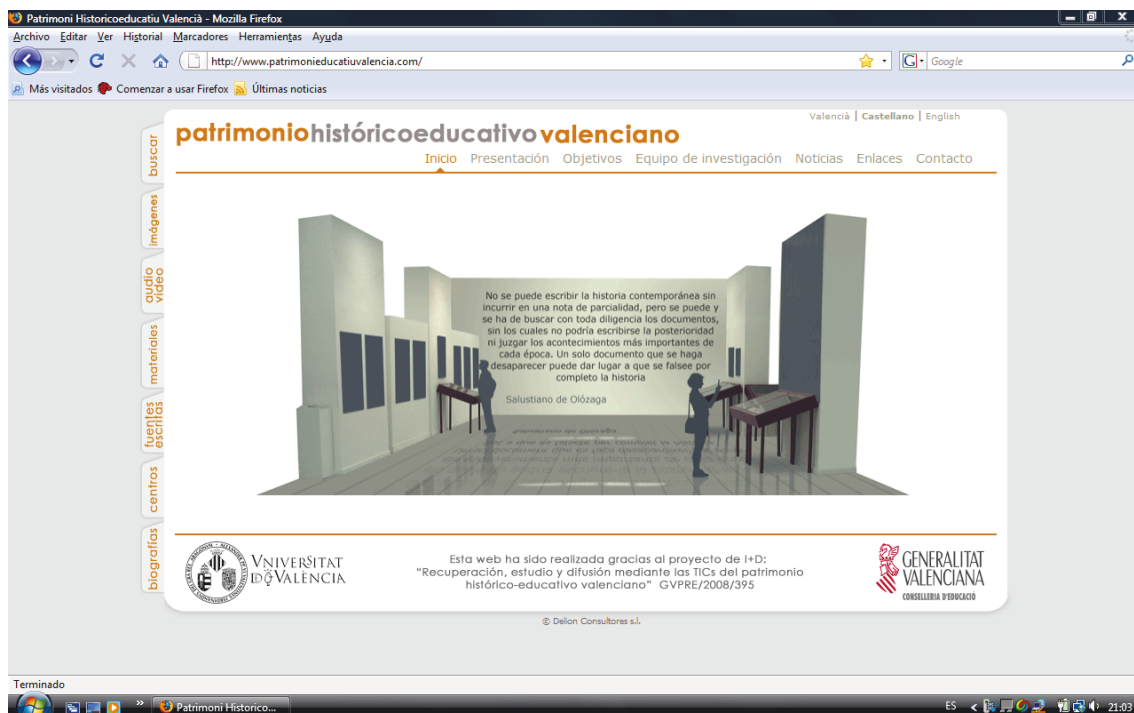 Patrimoni Historicoeducatiu Valencià - Mozilla Firefox
Archivo Editar Ver Historial Marcadores Herramientas Ayuda
http://www.patrimonieducatiuvalencia.com/
Google
Más visitados Comenzar a usar Firefox Últimas noticias
Valencià | Castellano | English
patrimoniohistóricoeducativovalenciano
Inicio Presentación Objetivos Equipo de investigación Noticias Enlaces Contacto
buscar
imágenes
audio
video
materiales
fuentes
escritas
centros
biografías
No se puede escribir la historia contemporánea sin
incurrir en una nota de parcialidad, pero se puede y
se ha de buscar con toda diligencia los documentos,
sin los cuales no podría escribirse la posterioridad
ni juzgar los acontecimientos más importantes de
cada época. Un solo documento que se haga
desaparecer puede dar lugar a que se falsee por
completo la historia
Salustiano de Olózaga
VNIVERSITAT
DE VALÈNCIA
Esta web ha sido realizada gracias al proyecto de I+D:
"Recuperación, estudio y difusión mediante las TICs del patrimonio
histórico-educativo valenciano" GVPRE/2008/395
GENERALITAT
VALENCIANA
CONSELLERIA D'EDUCACIÓ
© Delion Consultores s.l.
Terminado
Patrimoni Historico...
ES
21:03